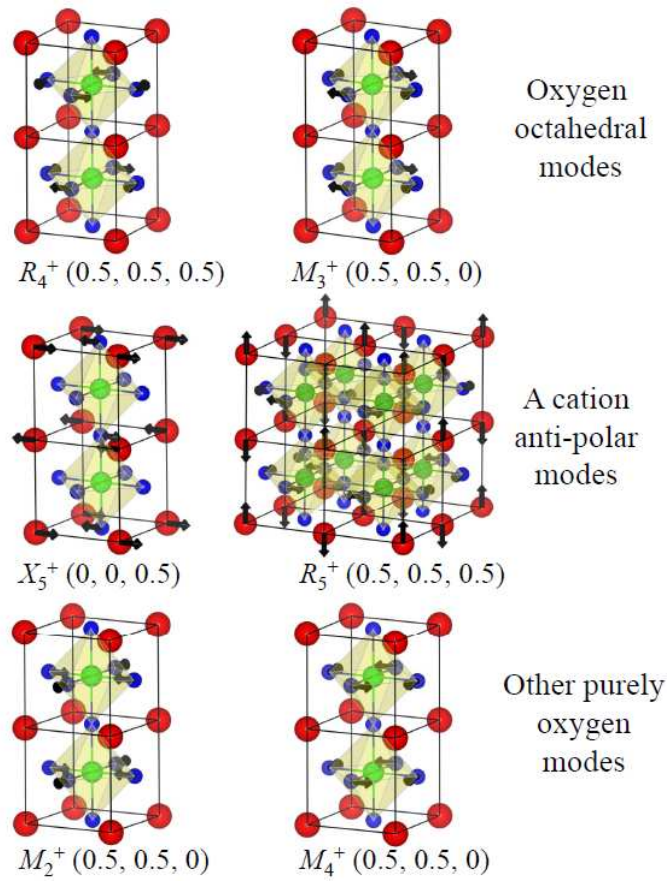 Oxygen
octahedral
modes
R₄⁺ (0.5, 0.5, 0.5)
M₃⁺ (0.5, 0.5, 0)
A cation
anti-polar
modes
X₅⁺ (0, 0, 0.5)
R₅⁺ (0.5, 0.5, 0.5)
Other purely
oxygen
modes
M₂⁺ (0.5, 0.5, 0)
M₄⁺ (0.5, 0.5, 0)